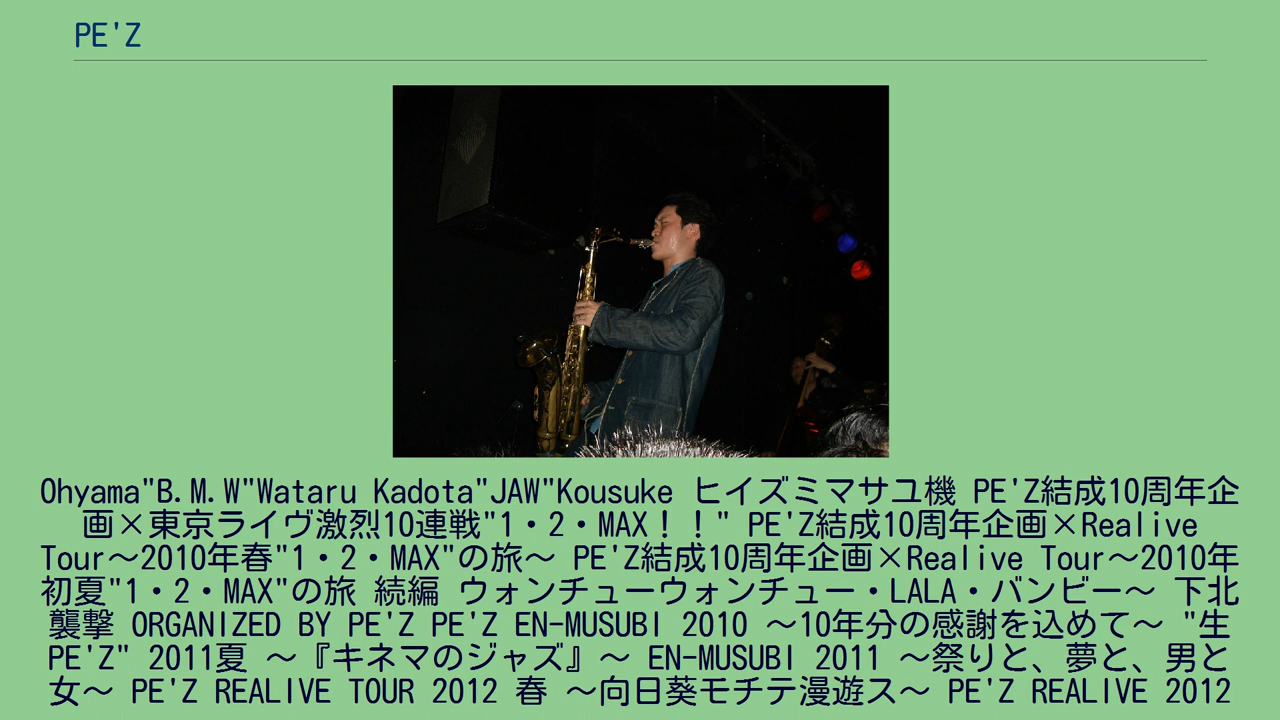 PE'Z
Ohyama"B.M.W"Wataru Kadota"JAW"Kousuke ヒイズミマサユ機 PE'Z結成10周年企
画×東京ライヴ激烈10連戦"1・2・MAX！！" PE'Z結成10周年企画×Realive
Tour～2010年春"1・2・MAX"の旅～ PE'Z結成10周年企画×Realive Tour～2010年
初夏"1・2・MAX"の旅 続編 ウォンチューウォンチュー・LALA・バンビー～ 下北
襲撃 ORGANIZED BY PE'Z PE'Z EN-MUSUBI 2010 ～10年分の感謝を込めて～ "生
PE'Z" 2011夏 ～『キネマのジャズ』～ EN-MUSUBI 2011 ～祭りと、夢と、男と
女～ PE'Z REALIVE TOUR 2012 春 ～向日葵モチテ漫遊ス～ PE'Z REALIVE 2012